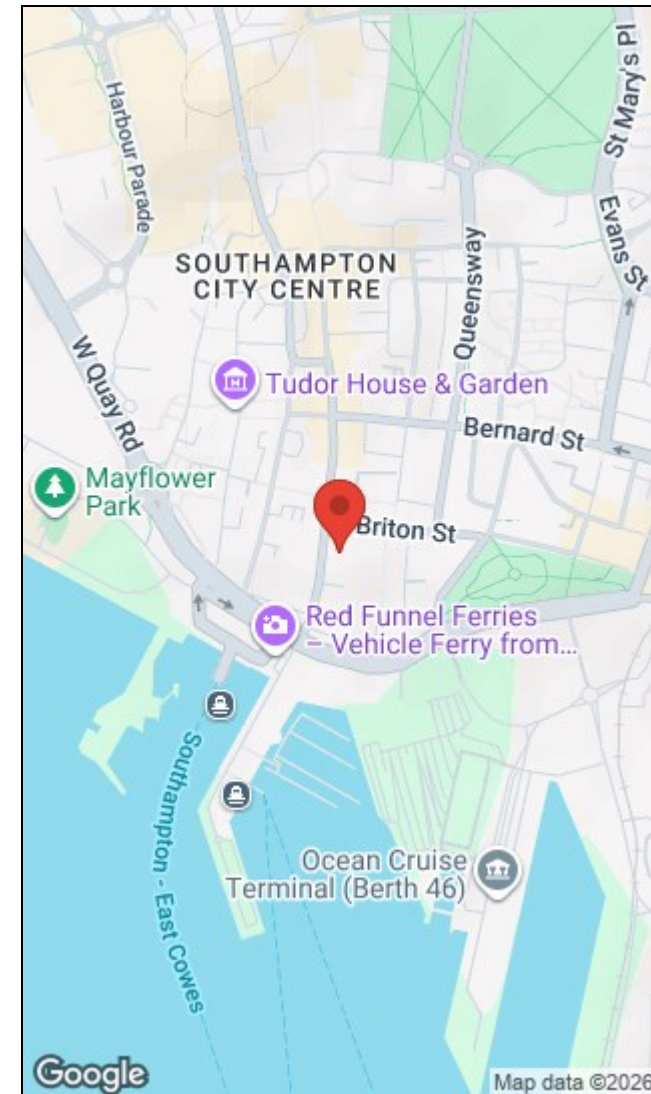 St Mary's Pl
Harbour Parade
Evans St
Queensway
SOUTHAMPTON
CITY CENTRE
W Quay Rd
Tudor House & Garden
Bernard St
Mayflower
Park
Briton St
Red Funnel Ferries
– Vehicle Ferry from...
Southampton - East Cowes
Ocean Cruise
Terminal (Berth 46)
Google
Map data ©2026